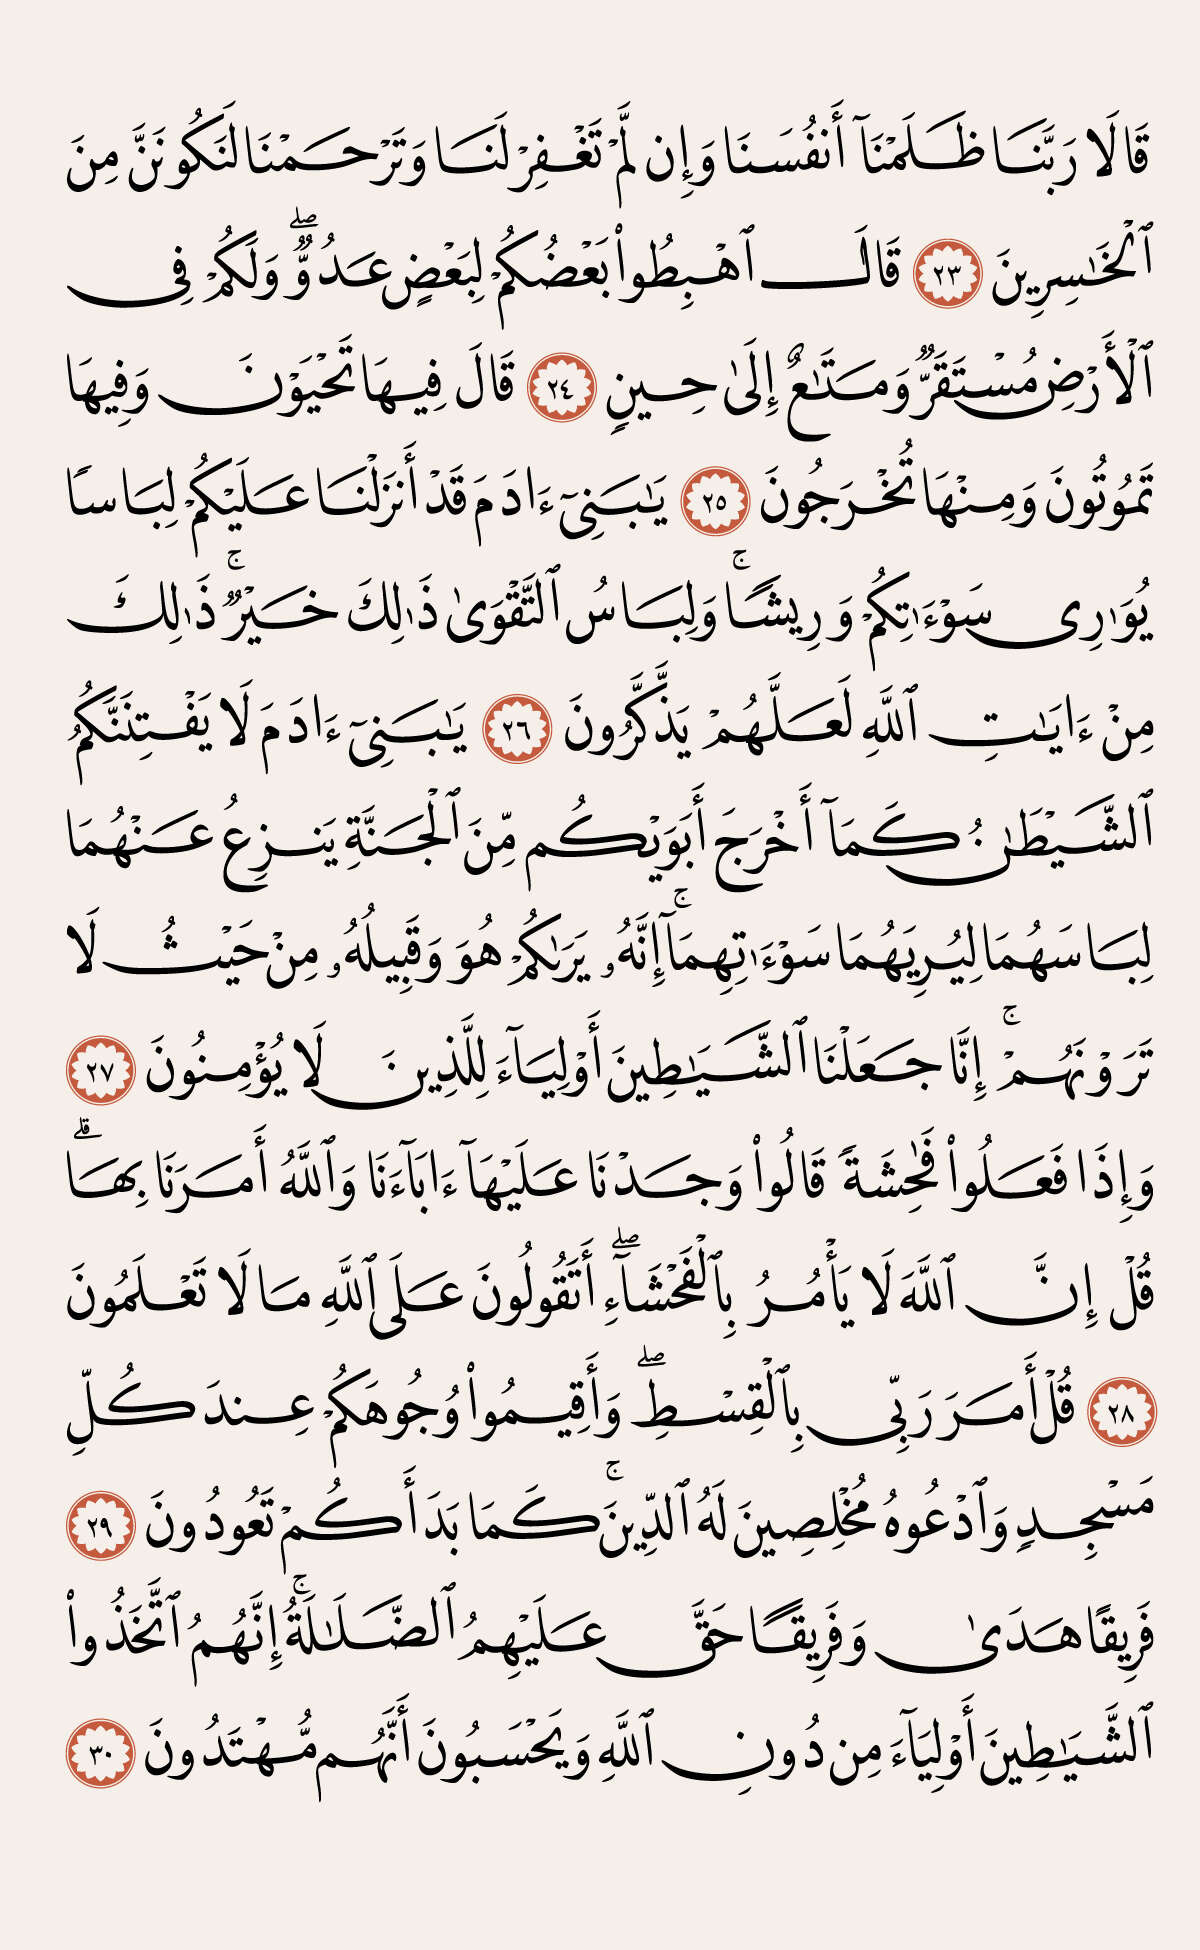 قَالَا رَبَّنَا ظَلَمْنَآ أَنفُسَنَا وَإِن لَّمْ تَغْفِرْ لَنَا وَتَرْحَمْنَا لَنَكُونَنَّ مِنَ
ٱلْخَـٰسِرِينَ ٢٣ قَالَ ٱهْبِطُوا۟ بَعْضُكُمْ لِبَعْضٍ عَدُوٌّ ۖ وَلَكُمْ فِى
ٱلْأَرْضِ مُسْتَقَرٌّ وَمَتَـٰعٌ إِلَىٰ حِينٍ ٢٤ قَالَ فِيهَا تَحْيَوْنَ وَفِيهَا
تَمُوتُونَ وَمِنْهَا تُخْرَجُونَ ٢٥ يَـٰبَنِىٓ ءَادَمَ قَدْ أَنزَلْنَا عَلَيْكُمْ لِبَاسًا
يُوَٰرِى سَوْءَٰتِكُمْ وَرِيشًا ۖ وَلِبَاسُ ٱلتَّقْوَىٰ ذَٰلِكَ خَيْرٌ ۚ ذَٰلِكَ
مِنْ ءَايَـٰتِ ٱللَّهِ لَعَلَّهُمْ يَذَّكَّرُونَ ٢٦ يَـٰبَنِىٓ ءَادَمَ لَا يَفْتِنَنَّكُمُ
ٱلشَّيْطَـٰنُ كَمَآ أَخْرَجَ أَبَوَيْكُم مِّنَ ٱلْجَنَّةِ يَنزِعُ عَنْهُمَا
لِبَاسَهُمَا لِيُرِيَهُمَا سَوْءَٰتِهِمَآ ۚ إِنَّهُۥ يَرَىٰكُمْ هُوَ وَقَبِيلُهُۥ مِنْ حَيْثُ لَا
تَرَوْنَهُمْ ۗ إِنَّا جَعَلْنَا ٱلشَّيَـٰطِينَ أَوْلِيَآءَ لِلَّذِينَ لَا يُؤْمِنُونَ ٢٧
وَإِذَا فَعَلُوا۟ فَـٰحِشَةً قَالُوا۟ وَجَدْنَا عَلَيْهَآ ءَابَآءَنَا وَٱللَّهُ أَمَرَنَا بِهَا ۗ
قُلْ إِنَّ ٱللَّهَ لَا يَأْمُرُ بِٱلْفَحْشَآءِ ۖ أَتَقُولُونَ عَلَى ٱللَّهِ مَا لَا تَعْلَمُونَ
٢٨ قُلْ أَمَرَ رَبِّى بِٱلْقِسْطِ ۖ وَأَقِيمُوا۟ وُجُوهَكُمْ عِندَ كُلِّ
مَسْجِدٍ وَٱدْعُوهُ مُخْلِصِينَ لَهُ ٱلدِّينَ ۚ كَمَا بَدَأَكُمْ تَعُودُونَ ٢٩
فَرِيقًا هَدَىٰ وَفَرِيقًا حَقَّ عَلَيْهِمُ ٱلضَّلَـٰلَةُ ۚ إِنَّهُمُ ٱتَّخَذُوا۟
ٱلشَّيَـٰطِينَ أَوْلِيَآءَ مِن دُونِ ٱللَّهِ وَيَحْسَبُونَ أَنَّهُم مُّهْتَدُونَ ٣٠